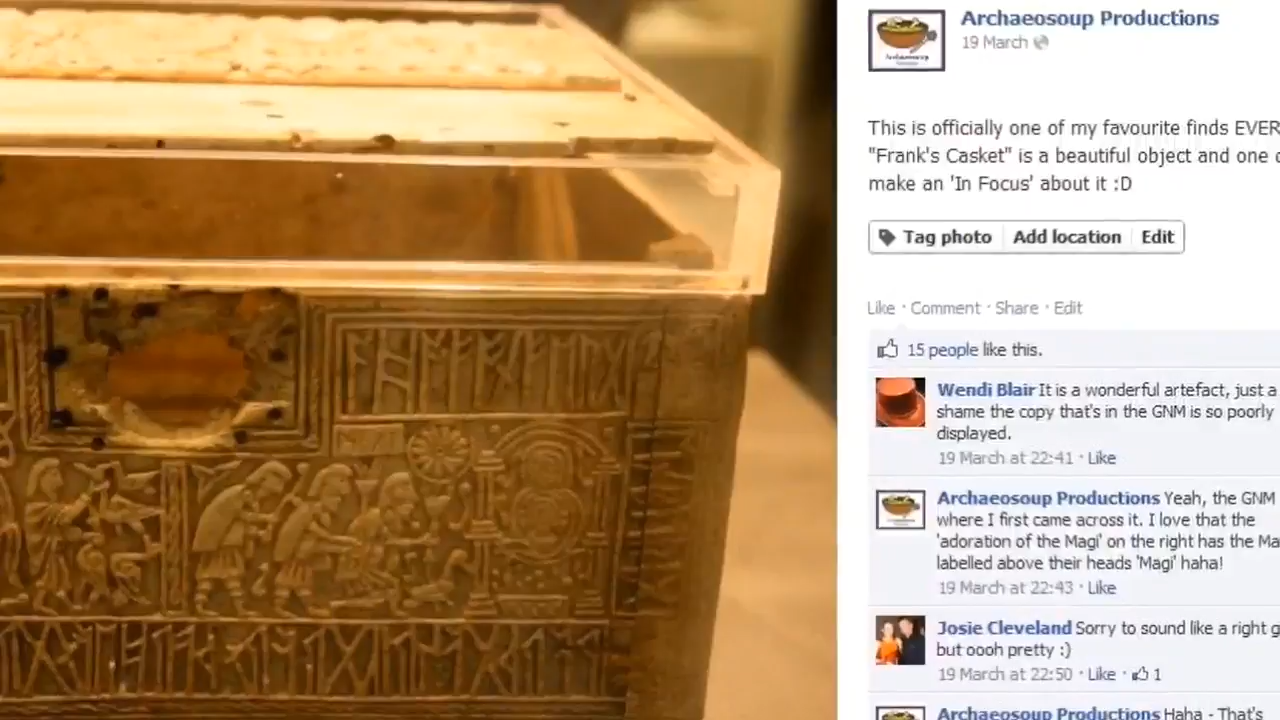 Archaeosoup Productions
19 March
This is officially one of my favourite finds EVER
"Frank's Casket" is a beautiful object and one
make an 'In Focus' about it :D
Tag photo Add location Edit
Like · Comment · Share · Edit
15 people like this.
Wendi Blair It is a wonderful artefact, just a
shame the copy that's in the GNM is so poorly
displayed.
19 March at 22:41 · Like
Archaeosoup Productions Yeah, the GNM
where I first came across it. I love that the
'adoration of the Magi' on the right has the
labelled above their heads 'Magi' haha!
19 March at 22:43 · Like
Josie Cleveland Sorry to sound like a right
but oooh pretty :)
19 March at 22:50 · Like · 1
Archaeosoup Productions Haha - That's